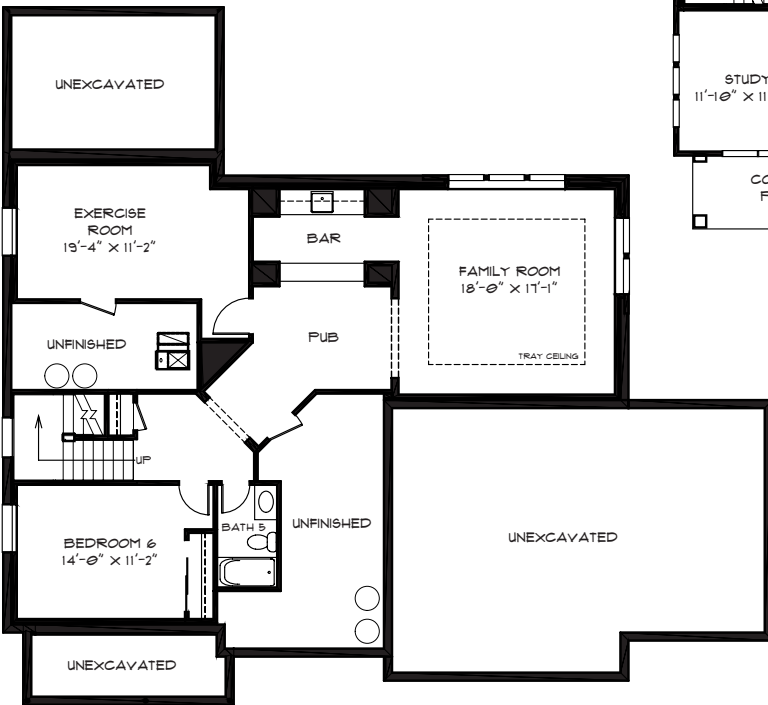 UNEXCAVATED
STUDY
11'-10" X 11
EXERCISE
ROOM
19'-4" X 11'-2"
BAR
FAMILY ROOM
18'-0" X 17'-1"
UNFINISHED
PUB
TRAY CEILING
UP
BATH 5
UNFINISHED
UNEXCAVATED
BEDROOM 6
14'-0" X 11'-2"
UNEXCAVATED